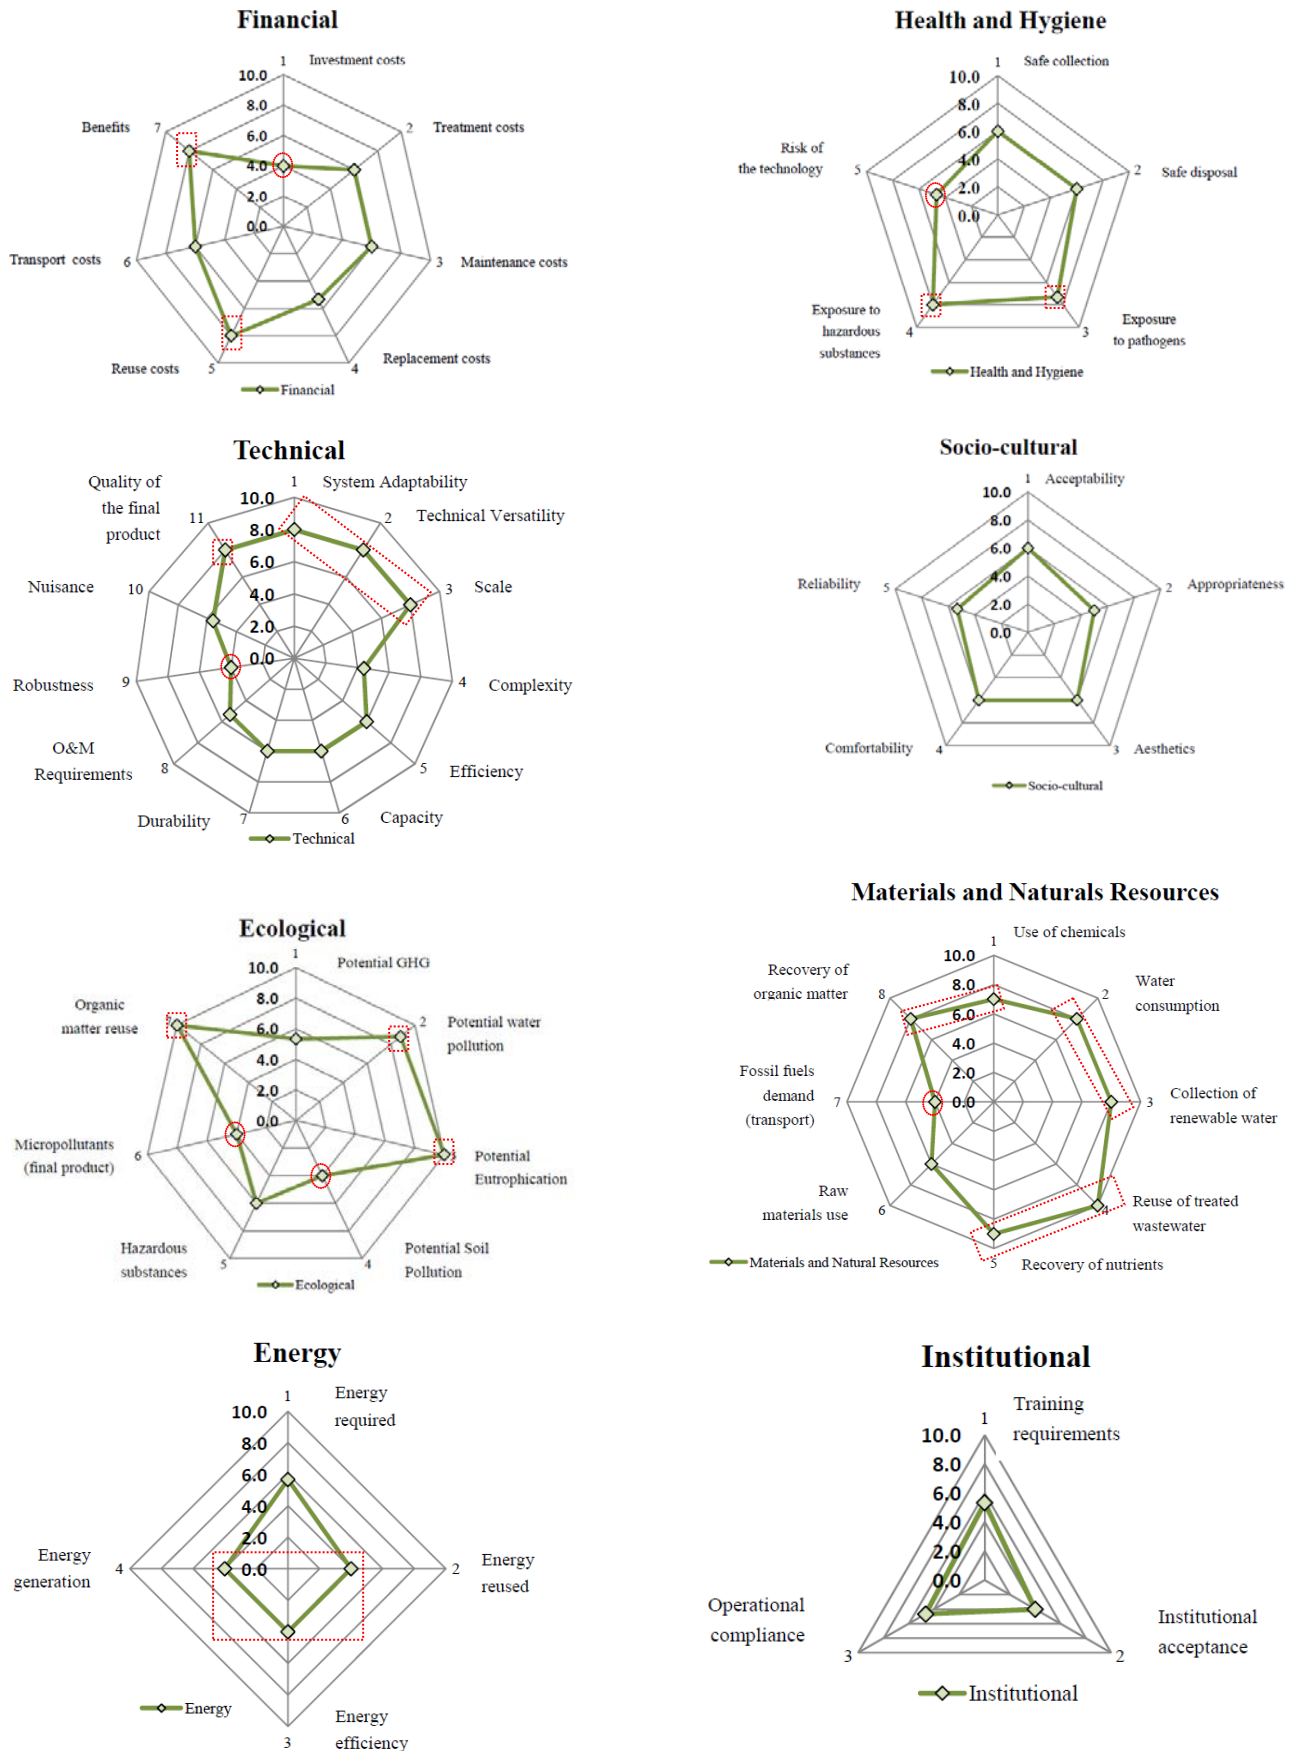 Financial
1
Investment costs
10.0
8.0
6.0
4.0
2.0
0.0
2
Treatment costs
3
Maintenance costs
4
Replacement costs
5
Reuse costs
6
Transport costs
7
Benefits
Financial
Health and Hygiene
1
Safe collection
10.0
8.0
6.0
4.0
2.0
0.0
2
Safe disposal
3
Exposure
to pathogens
4
Exposure to
hazardous
substances
5
Risk of
the technology
Health and Hygiene
Technical
1
System Adaptability
10.0
8.0
6.0
4.0
2.0
0.0
2
Technical Versatility
3
Scale
4
Complexity
5
Efficiency
6
Capacity
7
Durability
8
O&M
Requirements
9
Robustness
10
Nuisance
11
Quality of
the final
product
Technical
Socio-cultural
1
Acceptability
10.0
8.0
6.0
4.0
2.0
0.0
2
Appropriateness
3
Aesthetics
4
Comfortability
5
Reliability
Socio-cultural
Ecological
1
Potential GHG
10.0
8.0
6.0
4.0
2.0
0.0
2
Potential water
pollution
Potential
Eutrophication
4
Potential Soil
Pollution
5
Hazardous
substances
6
Micropollutants
(final product)
Organic
matter reuse
Ecological
Materials and Naturals Resources
1
Use of chemicals
10.0
8.0
6.0
4.0
2.0
0.0
2
Water
consumption
3
Collection of
renewable water
4
Reuse of treated
wastewater
5
Recovery of nutrients
6
Raw
materials use
7
Fossil fuels
demand
(transport)
8
Recovery of
organic matter
Materials and Natural Resources
Energy
1
Energy
required
10.0
8.0
6.0
4.0
2.0
0.0
2
Energy
reused
3
Energy
efficiency
4
Energy
generation
Energy
Institutional
1
Training
requirements
10.0
8.0
6.0
4.0
2.0
0.0
2
Institutional
acceptance
3
Operational
compliance
Institutional